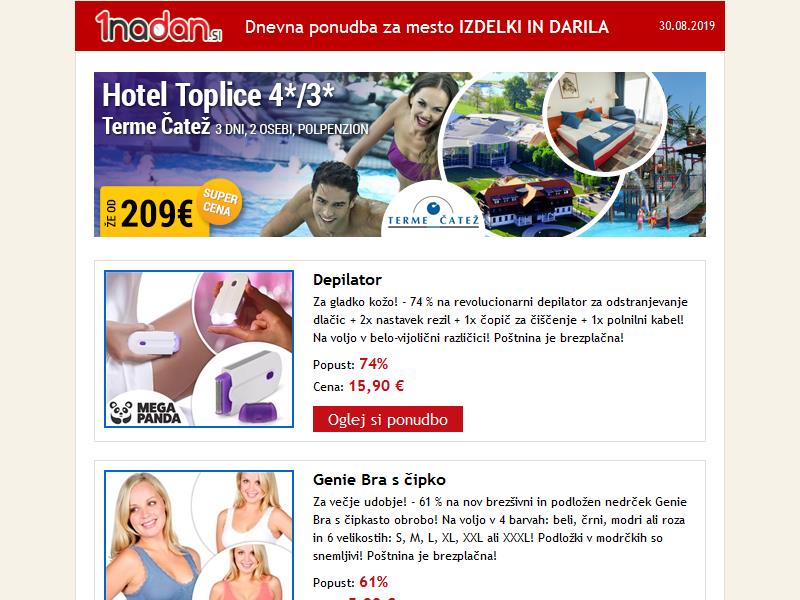 1nadan.si
Dnevna ponudba za mesto IZDELKI IN DARILA
30.08.2019
Hotel Toplice 4*/3*
Terme Čatež 3 DNI, 2 OSEBI, POLPENZION
ŽE OD 209€
SUPER CENA
TERME ČATEŽ
Depilator
Za gladko kožo! - 74 % na revolucionarni depilator za odstranjevanje
dlačic + 2x nastavek rezil + 1x čopič za čiščenje + 1x polnilni kabel!
Na voljo v belo-vijolični različici! Poštnina je brezplačna!
Popust: 74%
Cena: 15,90 €
Oglej si ponudbo
MEGA
PANDA
Genie Bra s čipko
Za večje udobje! - 61 % na nov brezšivni in podložen nedrček Genie
Bra s čipkasto obrobo! Na voljo v 4 barvah: beli, črni, modri ali roza
in 6 velikostih: S, M, L, XL, XXL ali XXXL! Podložki v modrčkih so
snemljivi! Poštnina je brezplačna!
Popust: 61%